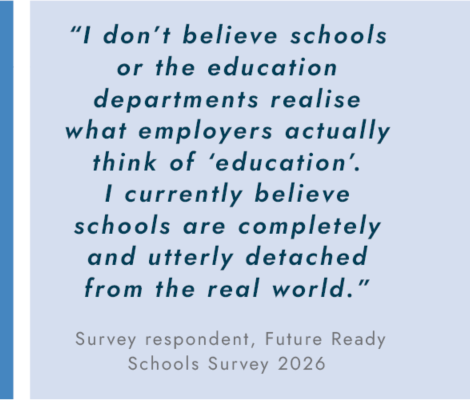 “I don’t believe schools
or the education
departments realise
what employers actually
think of ‘education’.
I currently believe
schools are completely
and utterly detached
from the real world.”
Survey respondent, Future Ready
Schools Survey 2026